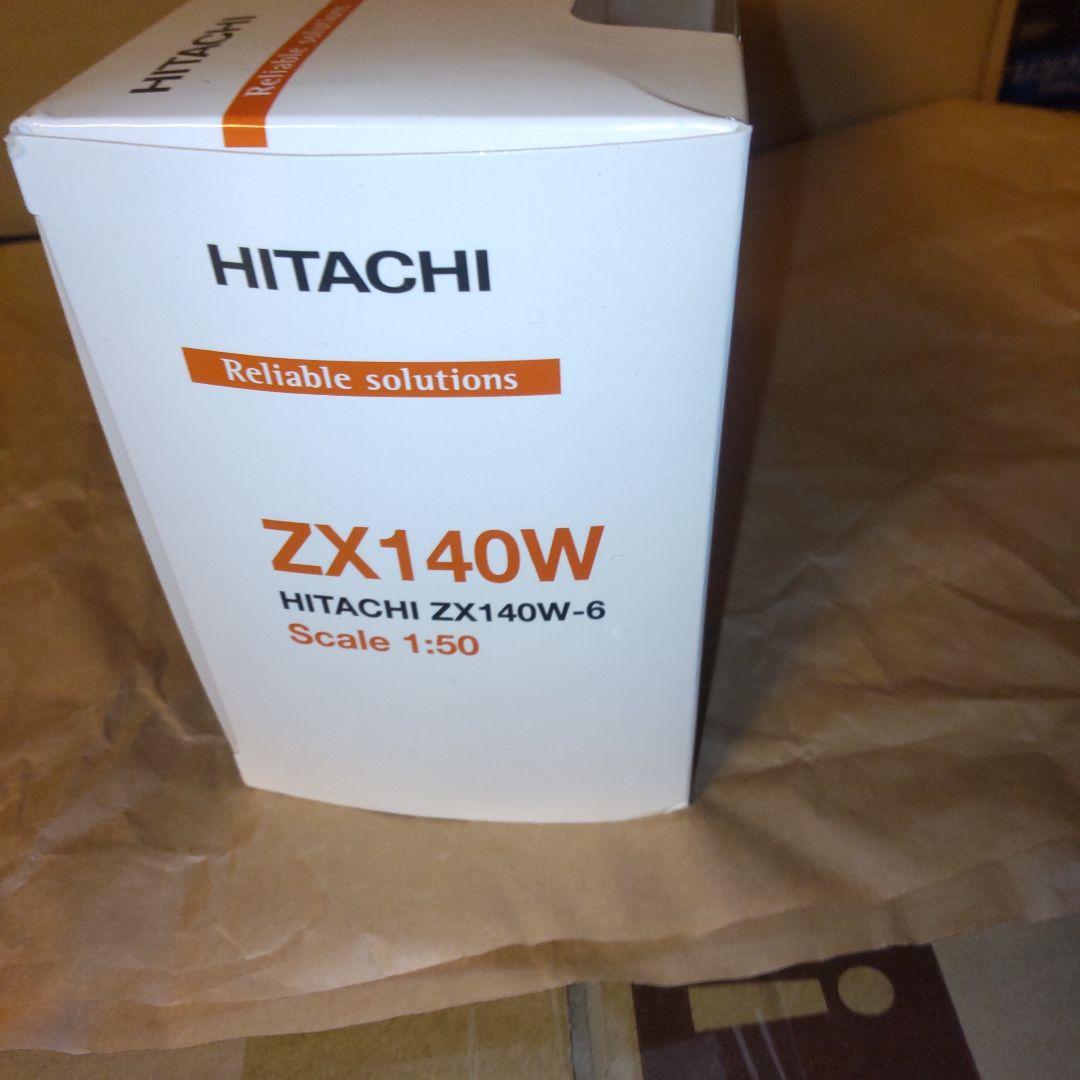 HITACHI
Reliable solutions
HITACHI
Reliable solutions
ZX140W
HITACHI ZX140W-6
Scale 1:50